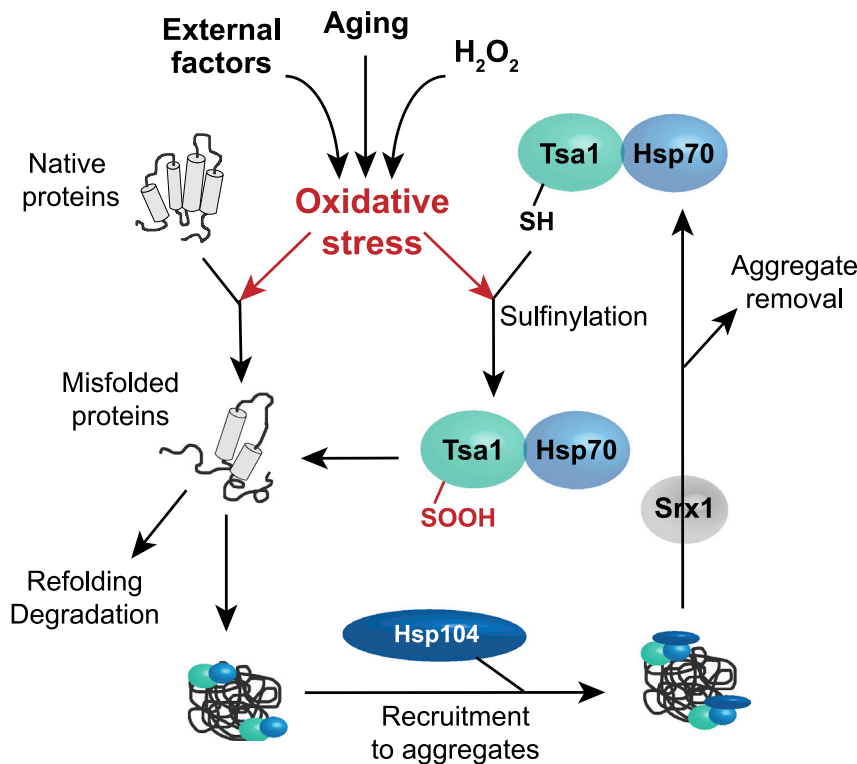 External
factors
Aging
H₂O₂
Native
proteins
Oxidative
stress
Tsa1
Hsp70
SH
Aggregate
removal
Sulfinylation
Misfolded
proteins
Tsa1
Hsp70
SOOH
Srx1
Refolding
Degradation
Hsp104
Recruitment
to aggregates